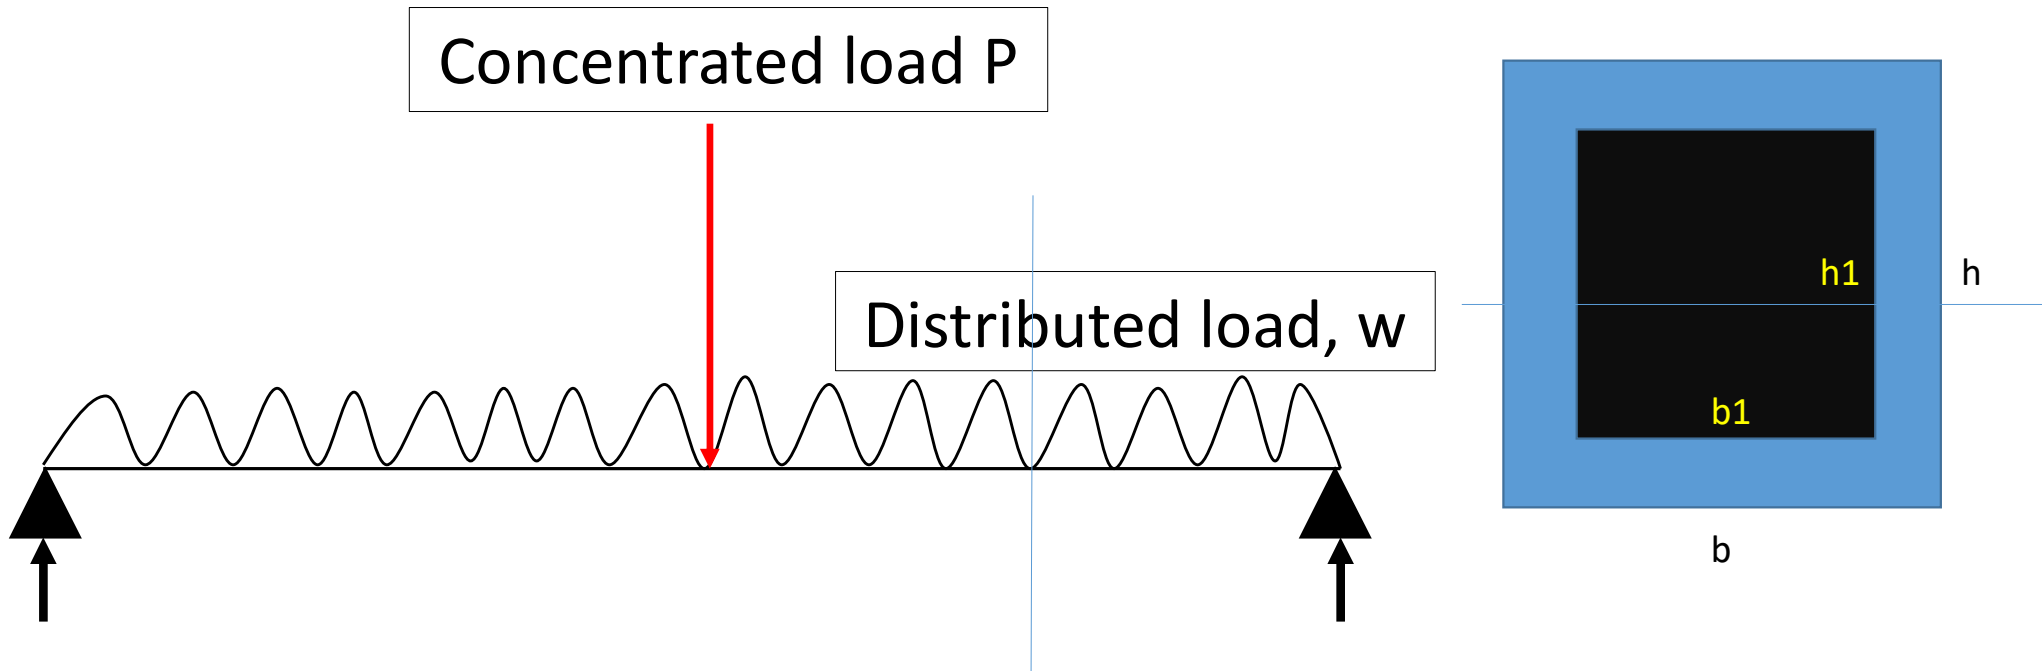 Concentrated load P
Distributed load, w
h1
h
b1
b